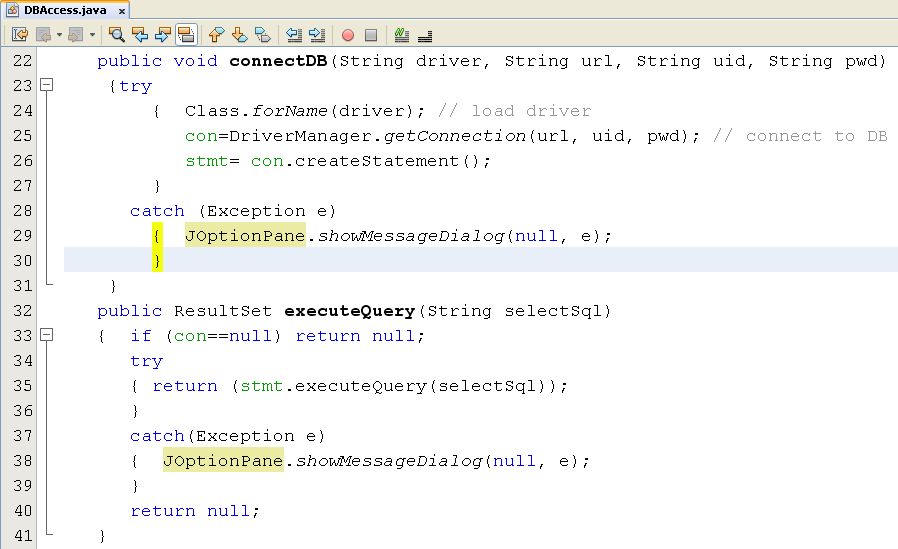 DBAccess.java x
22 public void connectDB(String driver, String url, String uid, String pwd)
23 {try
24 { Class.forName(driver); // load driver
25 con=DriverManager.getConnection(url, uid, pwd); // connect to DB
26 stmt= con.createStatement();
27 }
28 catch (Exception e)
29 { JOptionPane.showMessageDialog(null, e);
30 }
31 }
32 public ResultSet executeQuery(String selectSql)
33 { if (con==null) return null;
34 try
35 { return (stmt.executeQuery(selectSql));
36 }
37 catch(Exception e)
38 { JOptionPane.showMessageDialog(null, e);
39 }
40 return null;
41 }